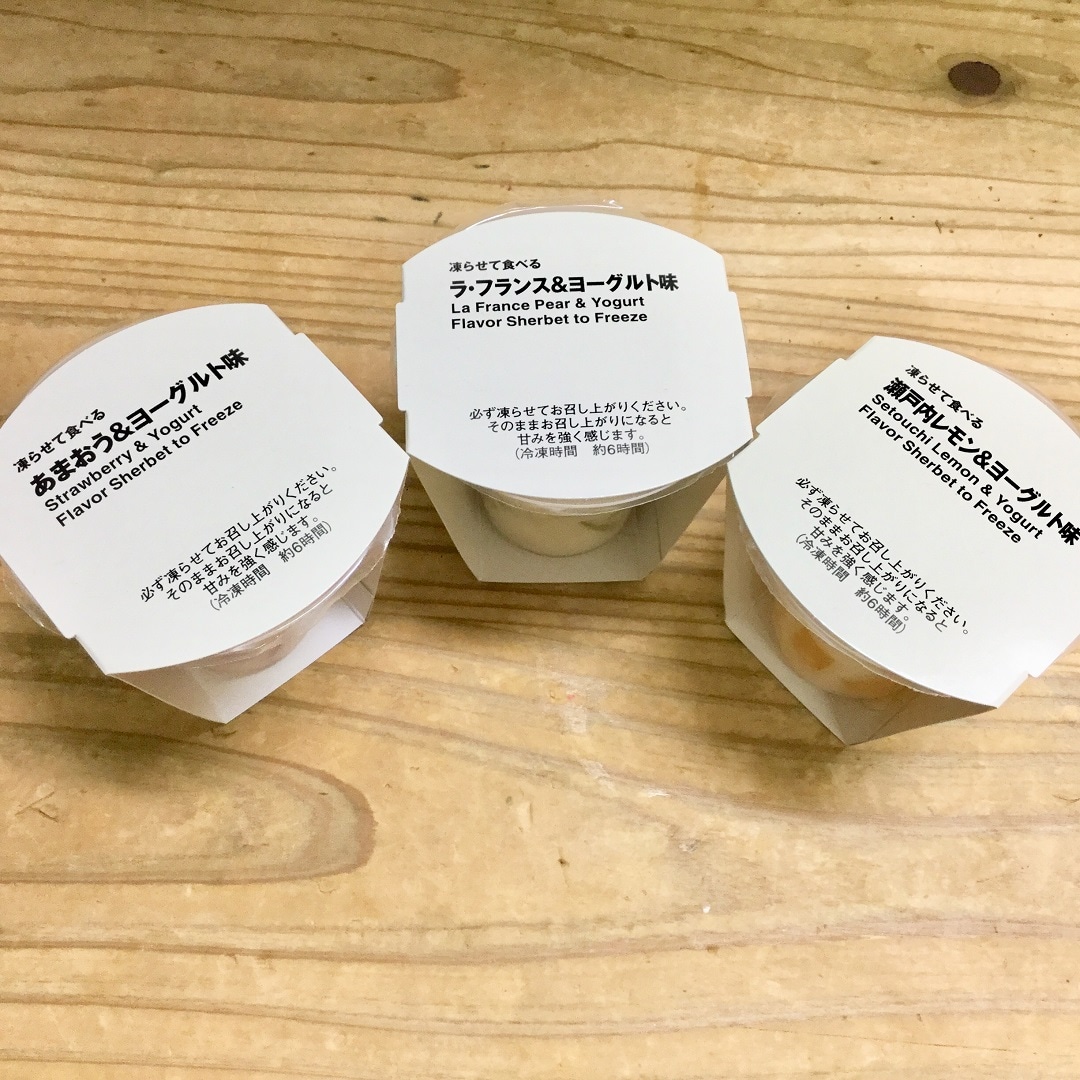 凍らせて食べる
あまおう&ヨーグルト味
Strawberry & Yogurt
Flavor Sherbet to Freeze
必ず凍らせてお召し上がりください。
そのままお召し上がりになると
甘みを強く感じます。
(冷凍時間 約6時間)
凍らせて食べる
ラ・フランス&ヨーグルト味
La France Pear & Yogurt
Flavor Sherbet to Freeze
必ず凍らせてお召し上がりください。
そのままお召し上がりになると
甘みを強く感じます。
(冷凍時間 約6時間)
凍らせて食べる
瀬戸内レモン&ヨーグルト味
Setouchi Lemon & Yogurt
Flavor Sherbet to Freeze
必ず凍らせてお召し上がりください。
そのままお召し上がりになると
甘みを強く感じます。
(冷凍時間 約6時間)